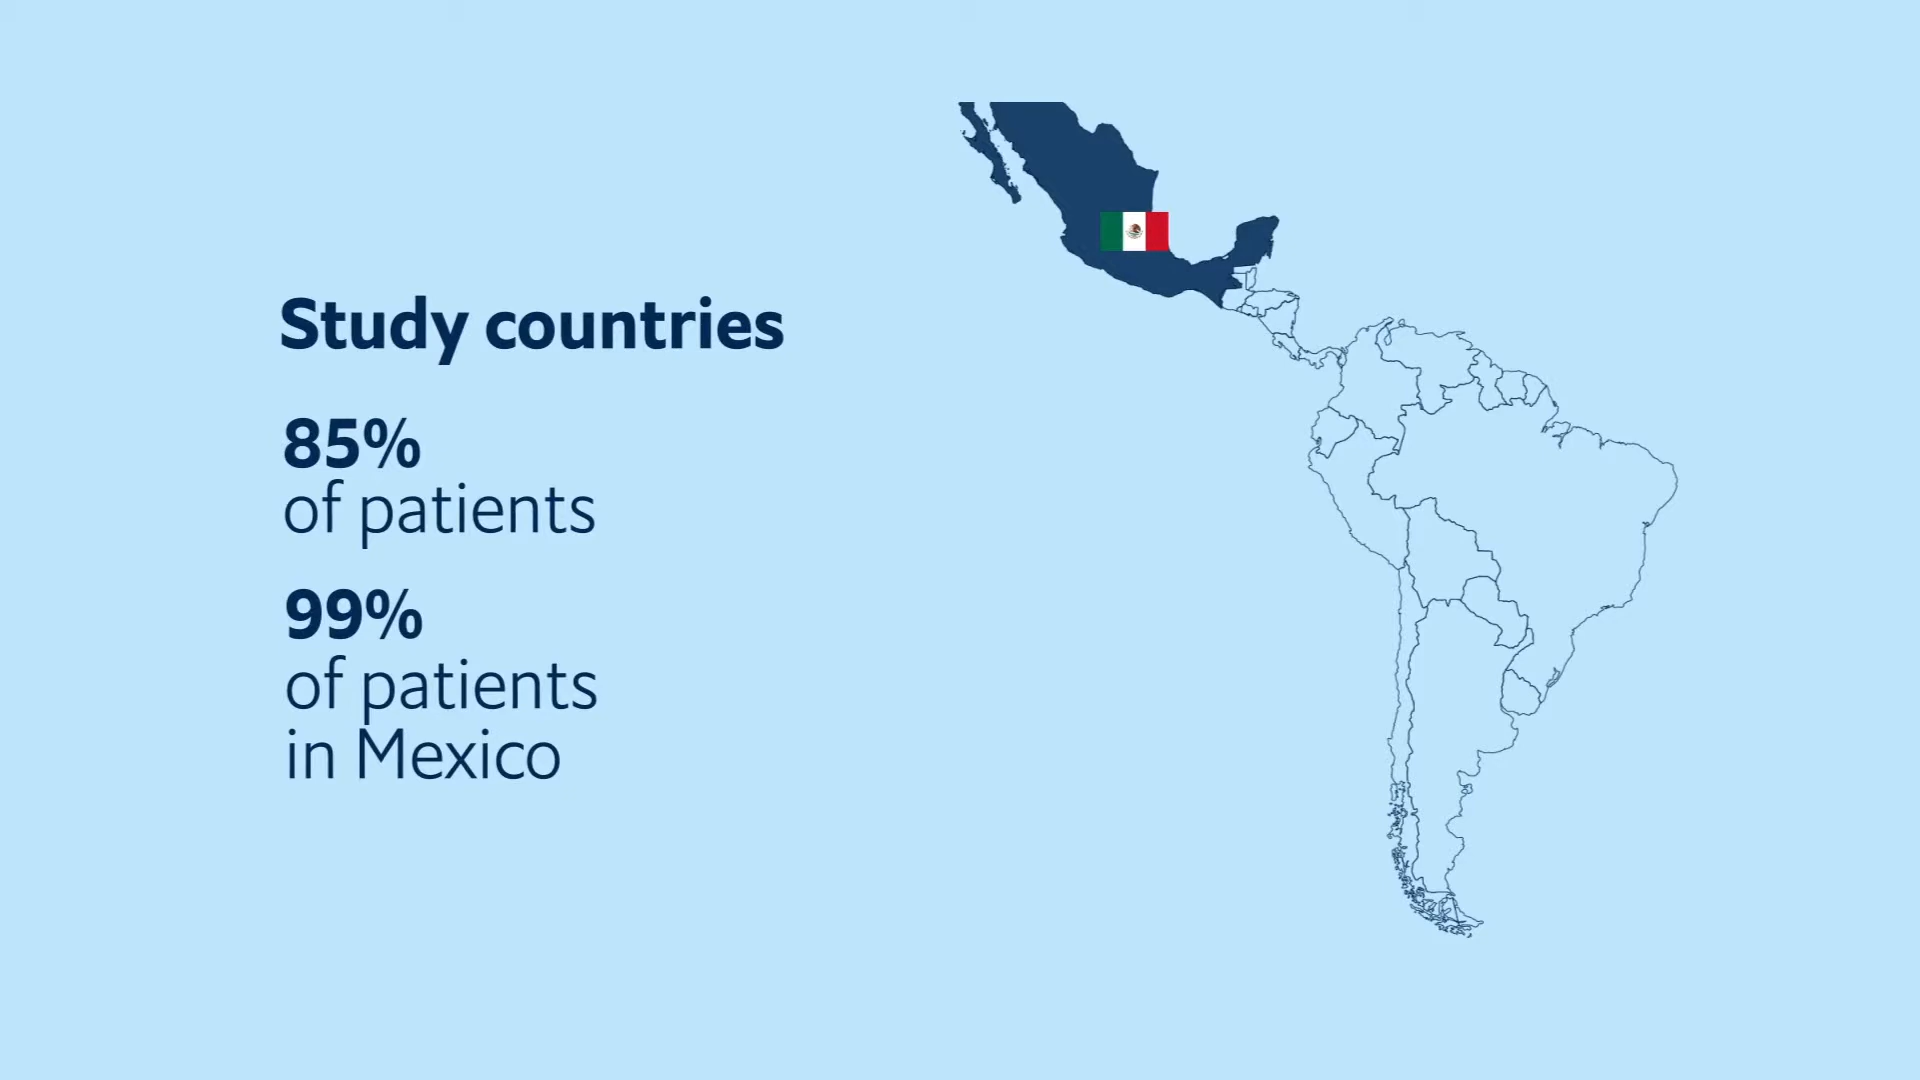 Study countries
85%
of patients
99%
of patients
in Mexico